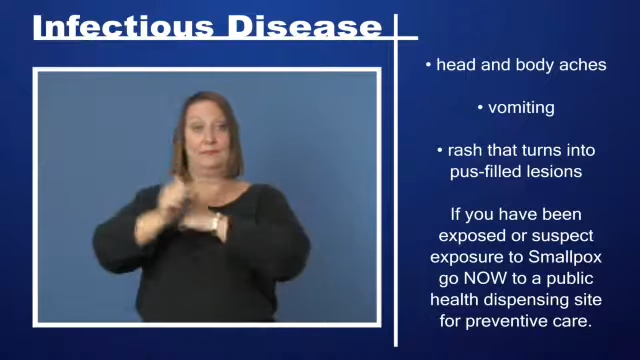 Infectious Disease
• head and body aches
• vomiting
• rash that turns into
pus-filled lesions
If you have been
exposed or suspect
exposure to Smallpox
go NOW to a public
health dispensing site
for preventive care.